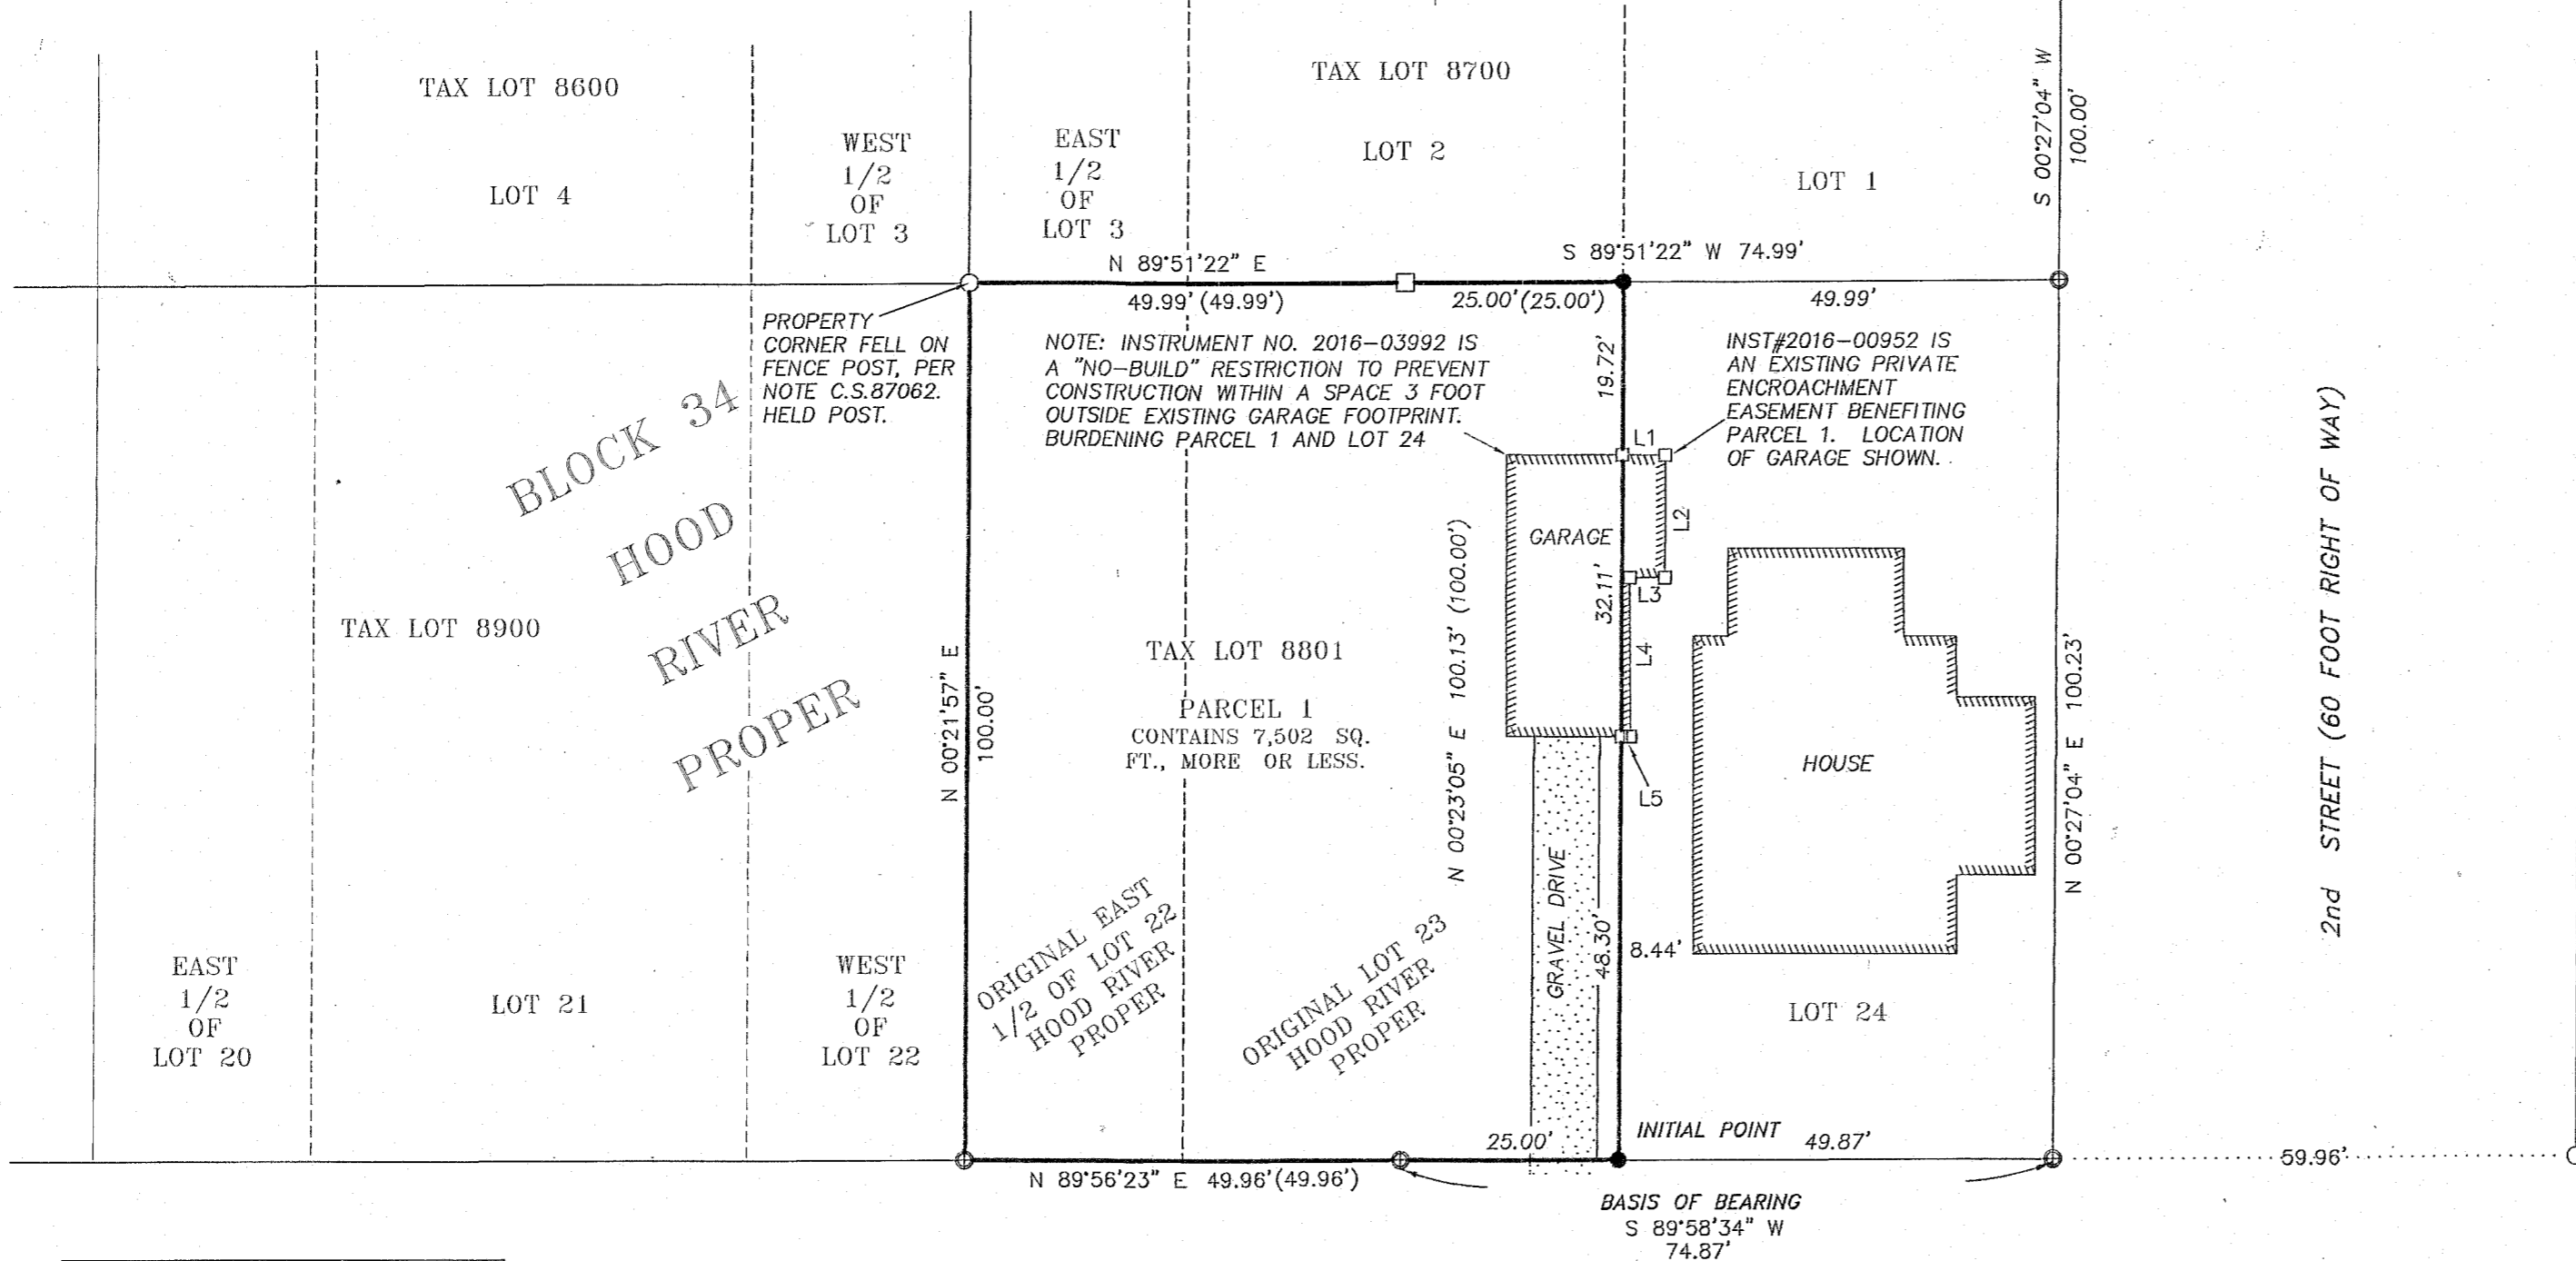 TAX LOT 8600
LOT 4
WEST
1/2
OF
LOT 3
EAST
1/2
OF
LOT 3
TAX LOT 8700
LOT 2
LOT 1
S 00°27'04" W
100.00'
N 89°51'22" E
49.99' (49.99')
25.00'(25.00')
S 89°51'22" W 74.99'
49.99'
PROPERTY
CORNER FELL ON
FENCE POST, PER
NOTE C.S.87062.
HELD POST.
NOTE: INSTRUMENT NO. 2016-03992 IS
A "NO-BUILD" RESTRICTION TO PREVENT
CONSTRUCTION WITHIN A SPACE 3 FOOT
OUTSIDE EXISTING GARAGE FOOTPRINT.
BURDENING PARCEL 1 AND LOT 24
19.72'
INST#2016-00952 IS
AN EXISTING PRIVATE
ENCROACHMENT
EASEMENT BENEFITING
PARCEL 1. LOCATION
OF GARAGE SHOWN.
L1
L2
L3
L4
L5
GARAGE
32.11'
BLOCK 34
HOOD
RIVER
PROPER
TAX LOT 8900
N 00°21'57" E
100.00'
TAX LOT 8801
PARCEL 1
CONTAINS 7,502 SQ.
FT., MORE OR LESS.
N 00°23'05" E 100.13' (100.00')
HOUSE
N 00°27'04" E 100.23'
2nd STREET (60 FOOT RIGHT OF WAY)
GRAVEL DRIVE
48.30'
8.44'
EAST
1/2
OF
LOT 20
LOT 21
WEST
1/2
OF
LOT 22
ORIGINAL EAST
1/2 OF LOT 22
HOOD RIVER
PROPER
ORIGINAL LOT 23
HOOD RIVER
PROPER
LOT 24
25.00'
INITIAL POINT
49.87'
59.96'
N 89°56'23" E 49.96'(49.96')
BASIS OF BEARING
S 89°58'34" W
74.87'